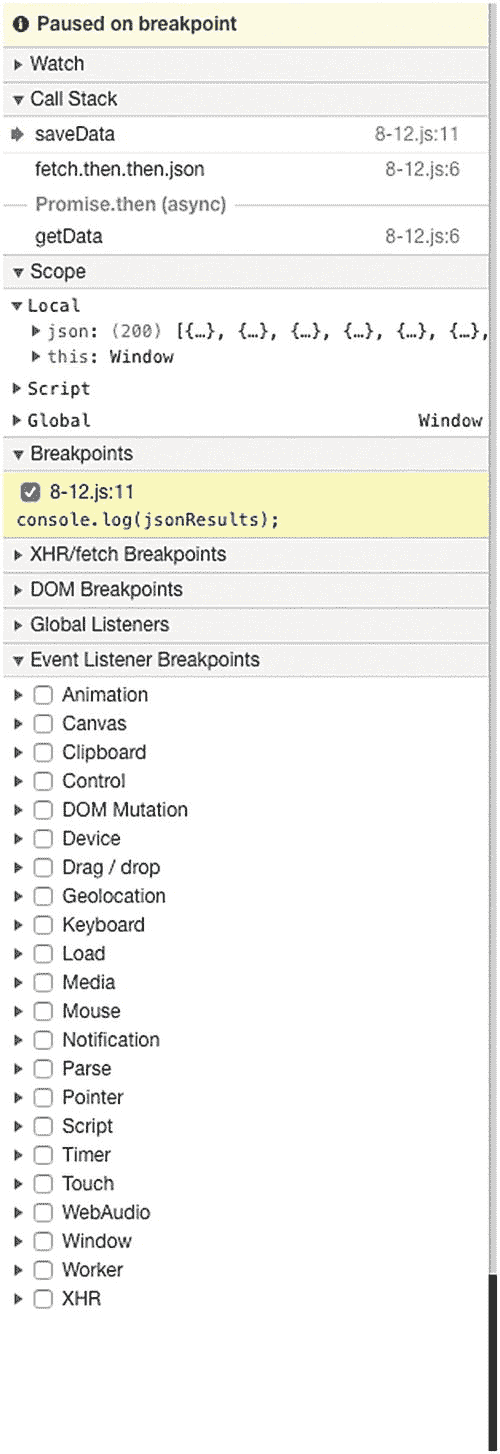 Paused on breakpoint
Watch
Call Stack
saveData 8-12.js:11
fetch.then.then.json 8-12.js:6
Promise.then (async)
getData 8-12.js:6
Scope
Local
json: (200) [{…}, {…}, {…}, {…}, {…}, {…},
this: Window
Script
Global Window
Breakpoints
8-12.js:11
console.log(jsonResults);
XHR/fetch Breakpoints
DOM Breakpoints
Global Listeners
Event Listener Breakpoints
Animation
Canvas
Clipboard
Control
DOM Mutation
Device
Drag / drop
Geolocation
Keyboard
Load
Media
Mouse
Notification
Parse
Pointer
Script
Timer
Touch
WebAudio
Window
Worker
XHR